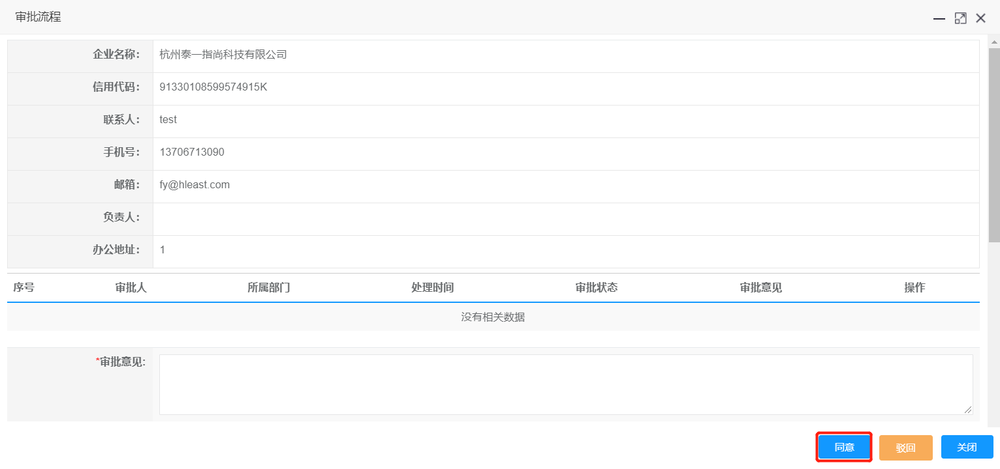 审批流程
企业名称： 杭州泰一指尚科技有限公司
信用代码： 91330108599574915K
联系人： test
手机号： 13706713090
邮箱： fy@hleast.com
负责人：
办公地址： 1
序号 审批人 所属部门 处理时间 审批状态 审批意见 操作
没有相关数据
*审批意见:
同意 驳回 关闭